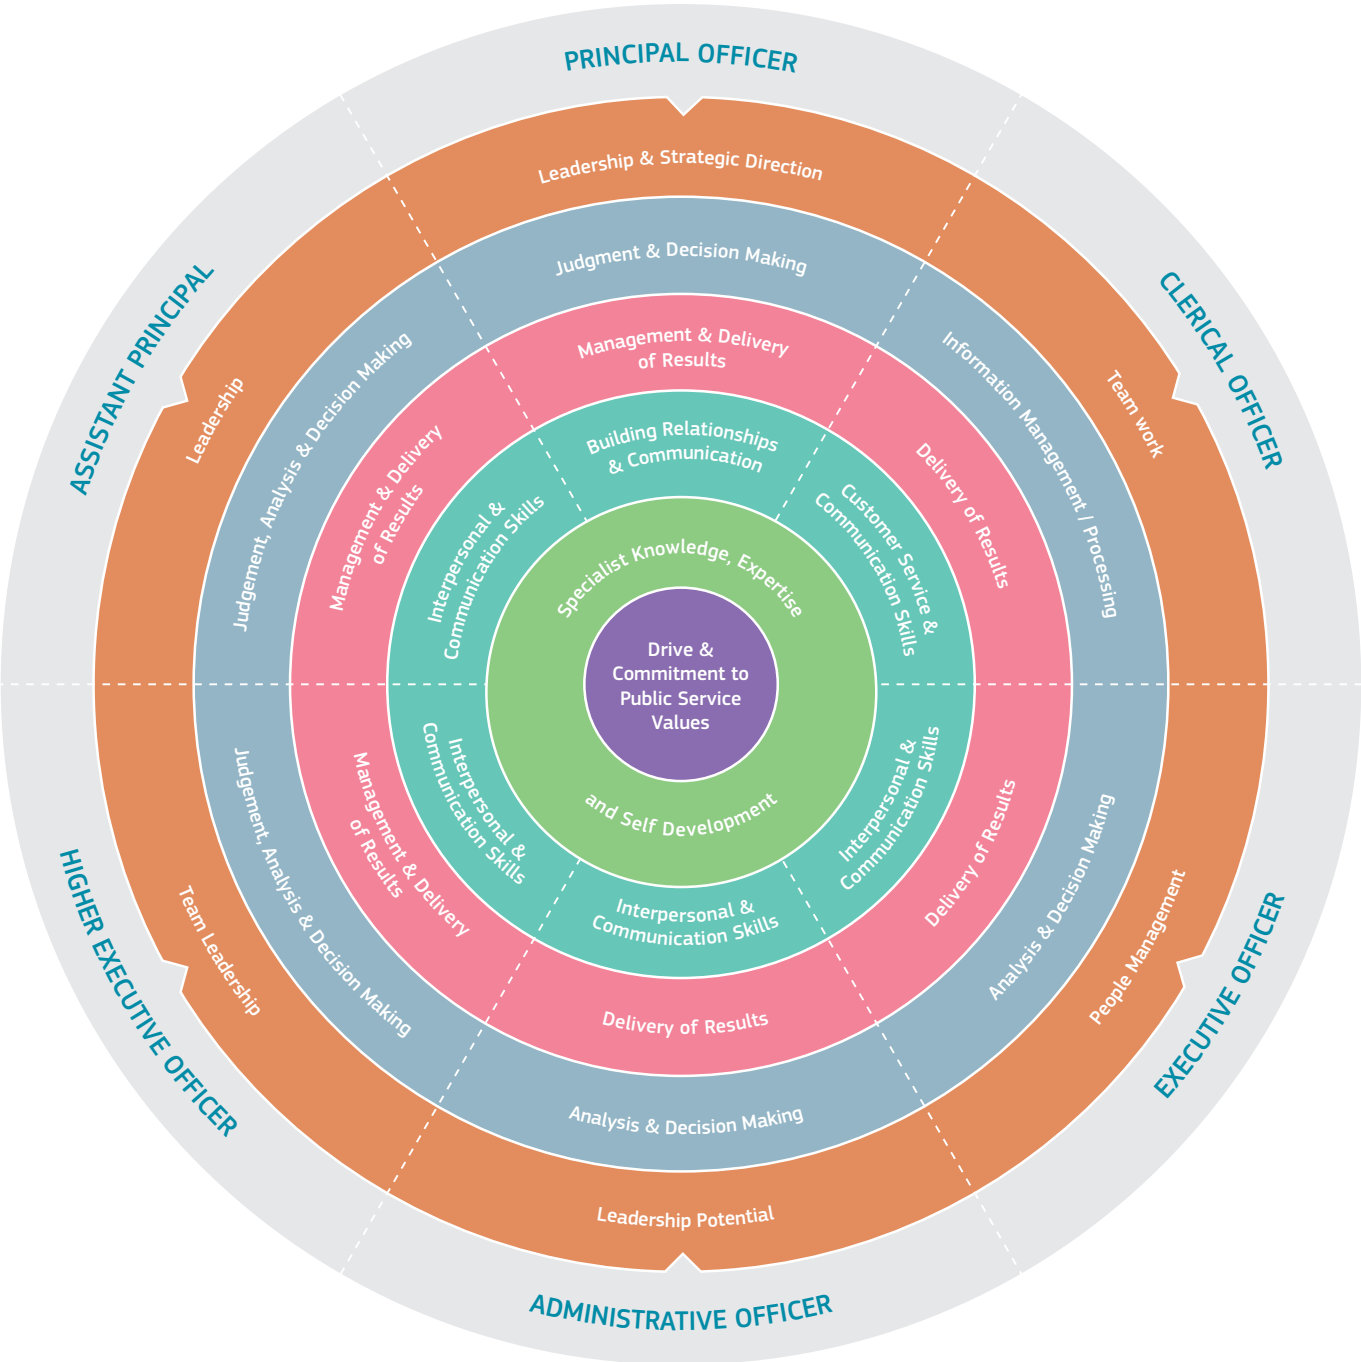 PRINCIPAL OFFICER
Leadership & Strategic Direction
Judgment & Decision Making
Management & Delivery
of Results
Building Relationships
& Communication
CLERICAL OFFICER
Team work
Information Management / Processing
Delivery of Results
Customer Service &
Communication Skills
EXECUTIVE OFFICER
People Management
Analysis & Decision Making
Delivery of Results
Interpersonal &
Communication Skills
ADMINISTRATIVE OFFICER
Leadership Potential
Analysis & Decision Making
Delivery of Results
Interpersonal &
Communication Skills
HIGHER EXECUTIVE OFFICER
Team Leadership
Judgement, Analysis & Decision Making
Management & Delivery
of Results
Interpersonal &
Communication Skills
ASSISTANT PRINCIPAL
Leadership
Judgement, Analysis & Decision Making
Management & Delivery
of Results
Interpersonal &
Communication Skills
Specialist Knowledge, Expertise
and Self Development
Drive &
Commitment to
Public Service
Values